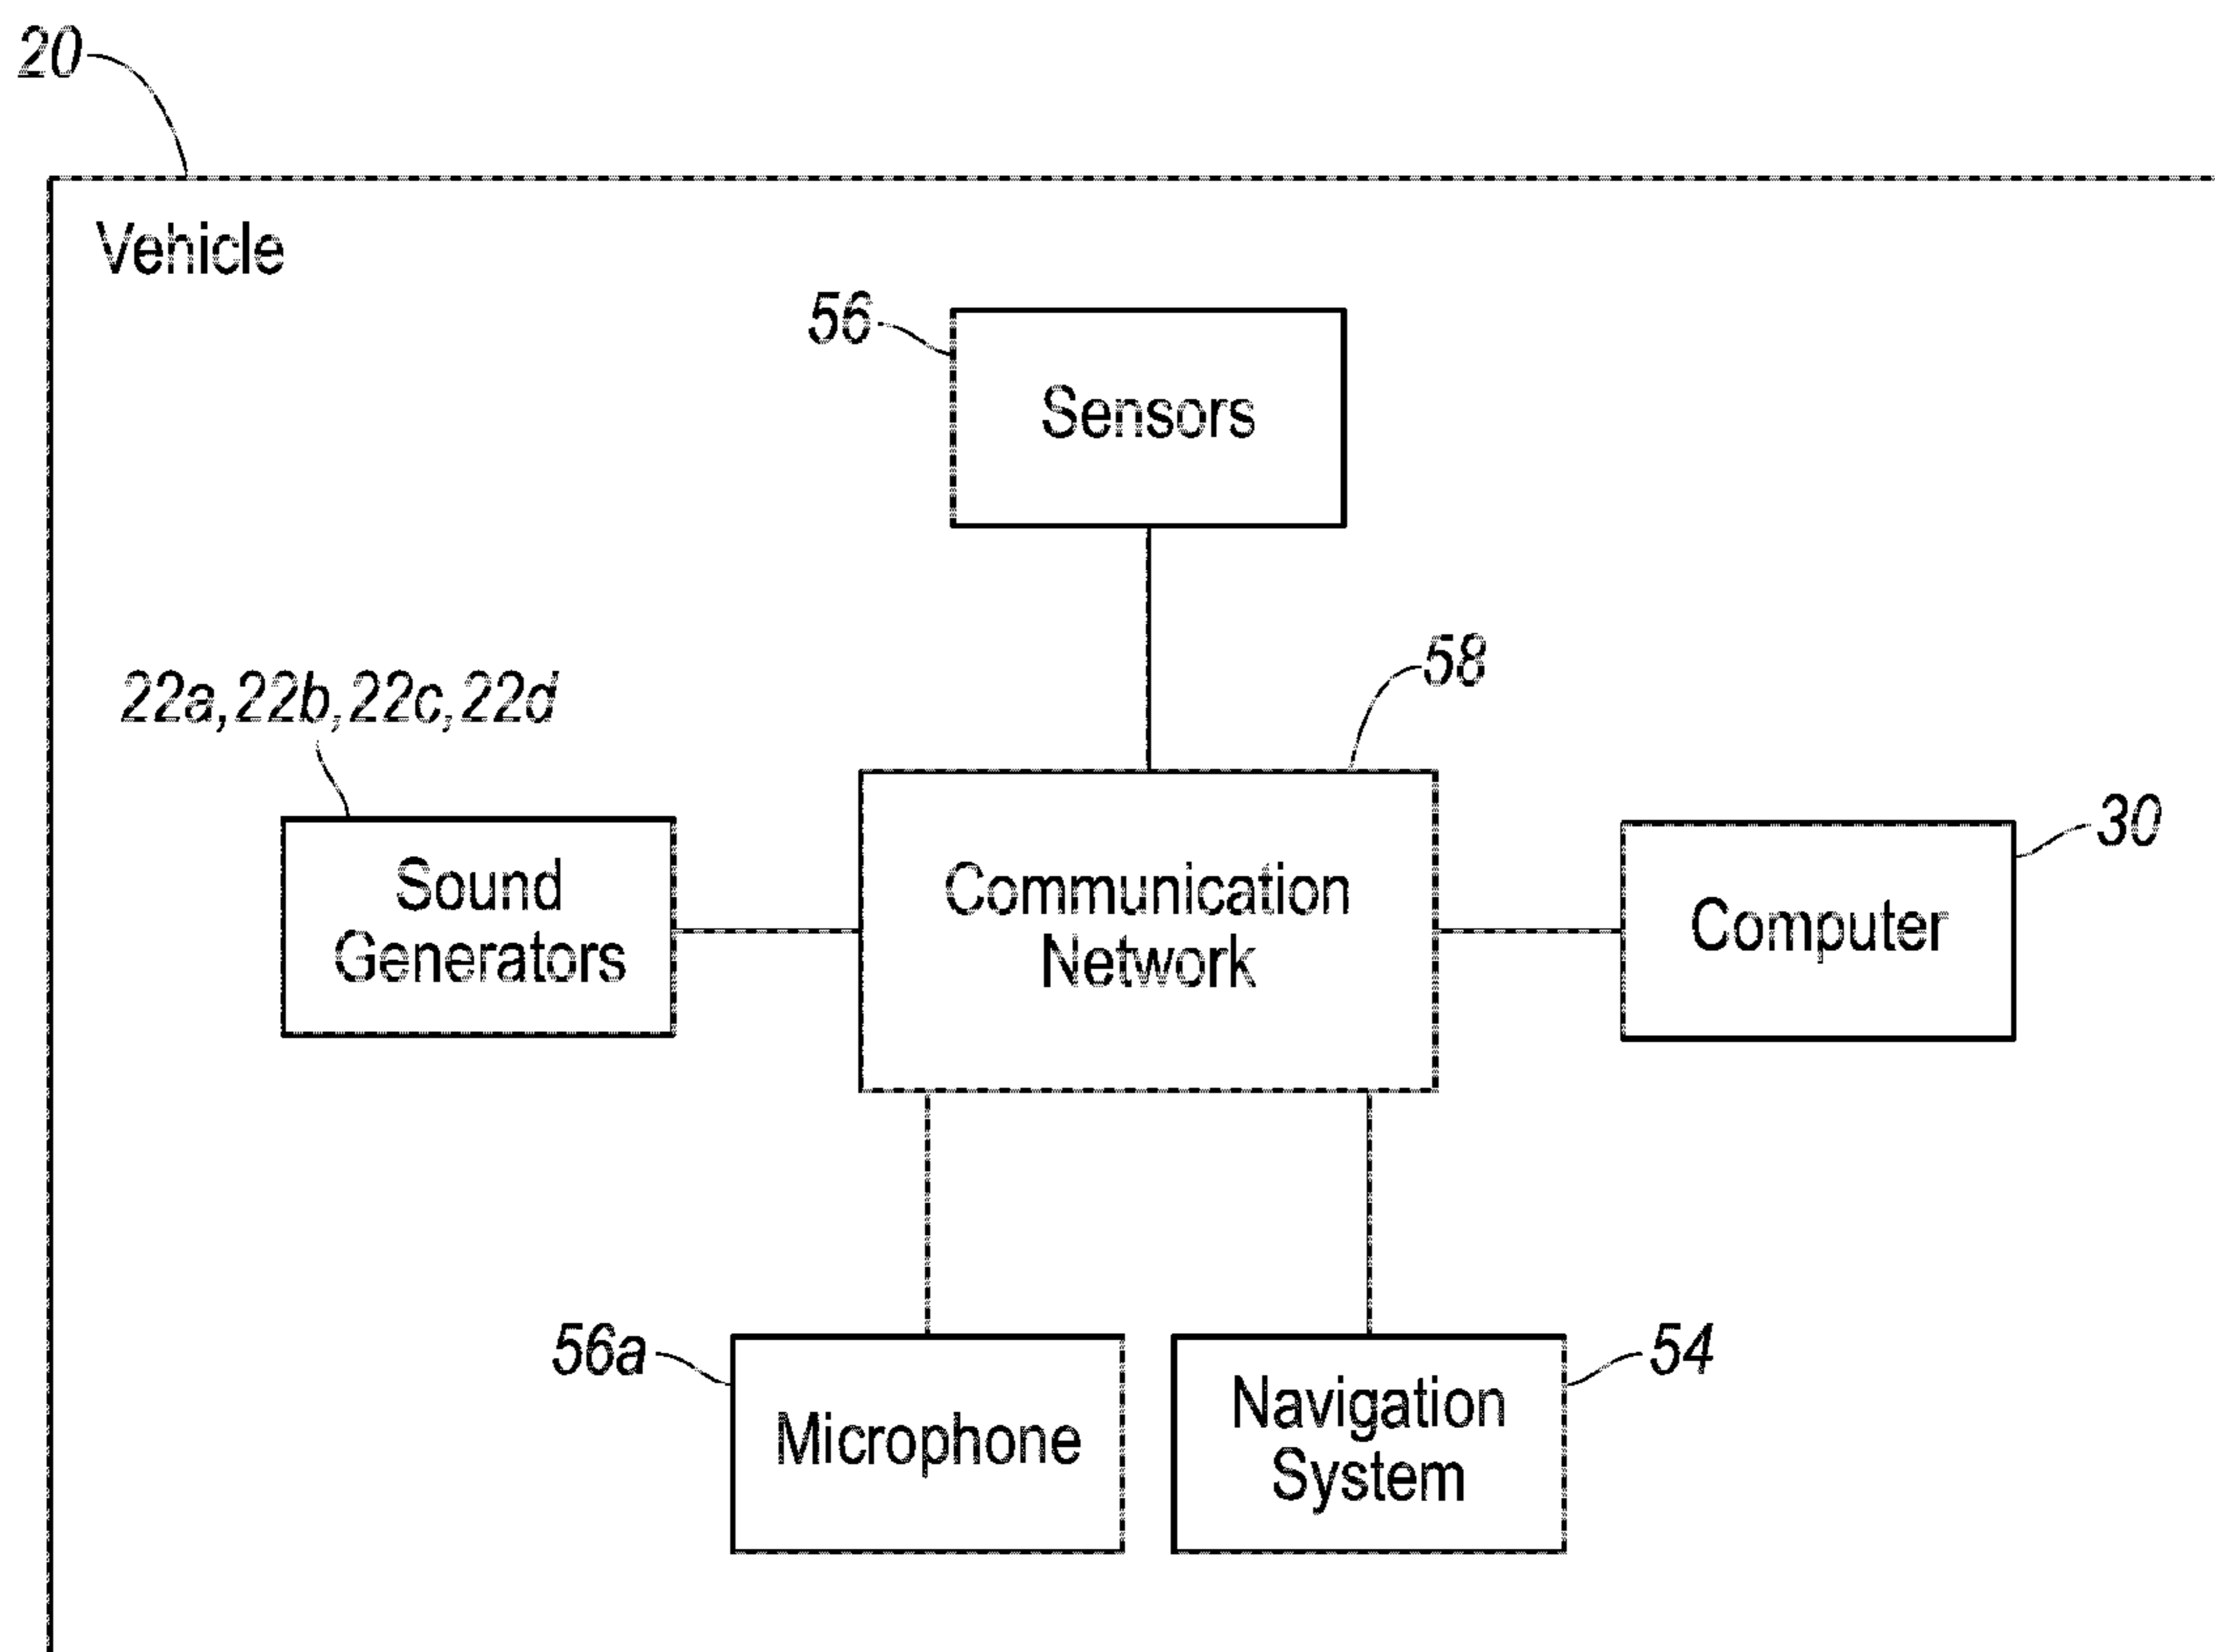 20
Vehicle
56
Sensors
58
22a,22b,22c,22d
30
Sound
Generators
Communication
Network
Computer
56a
54
Microphone
Navigation
System